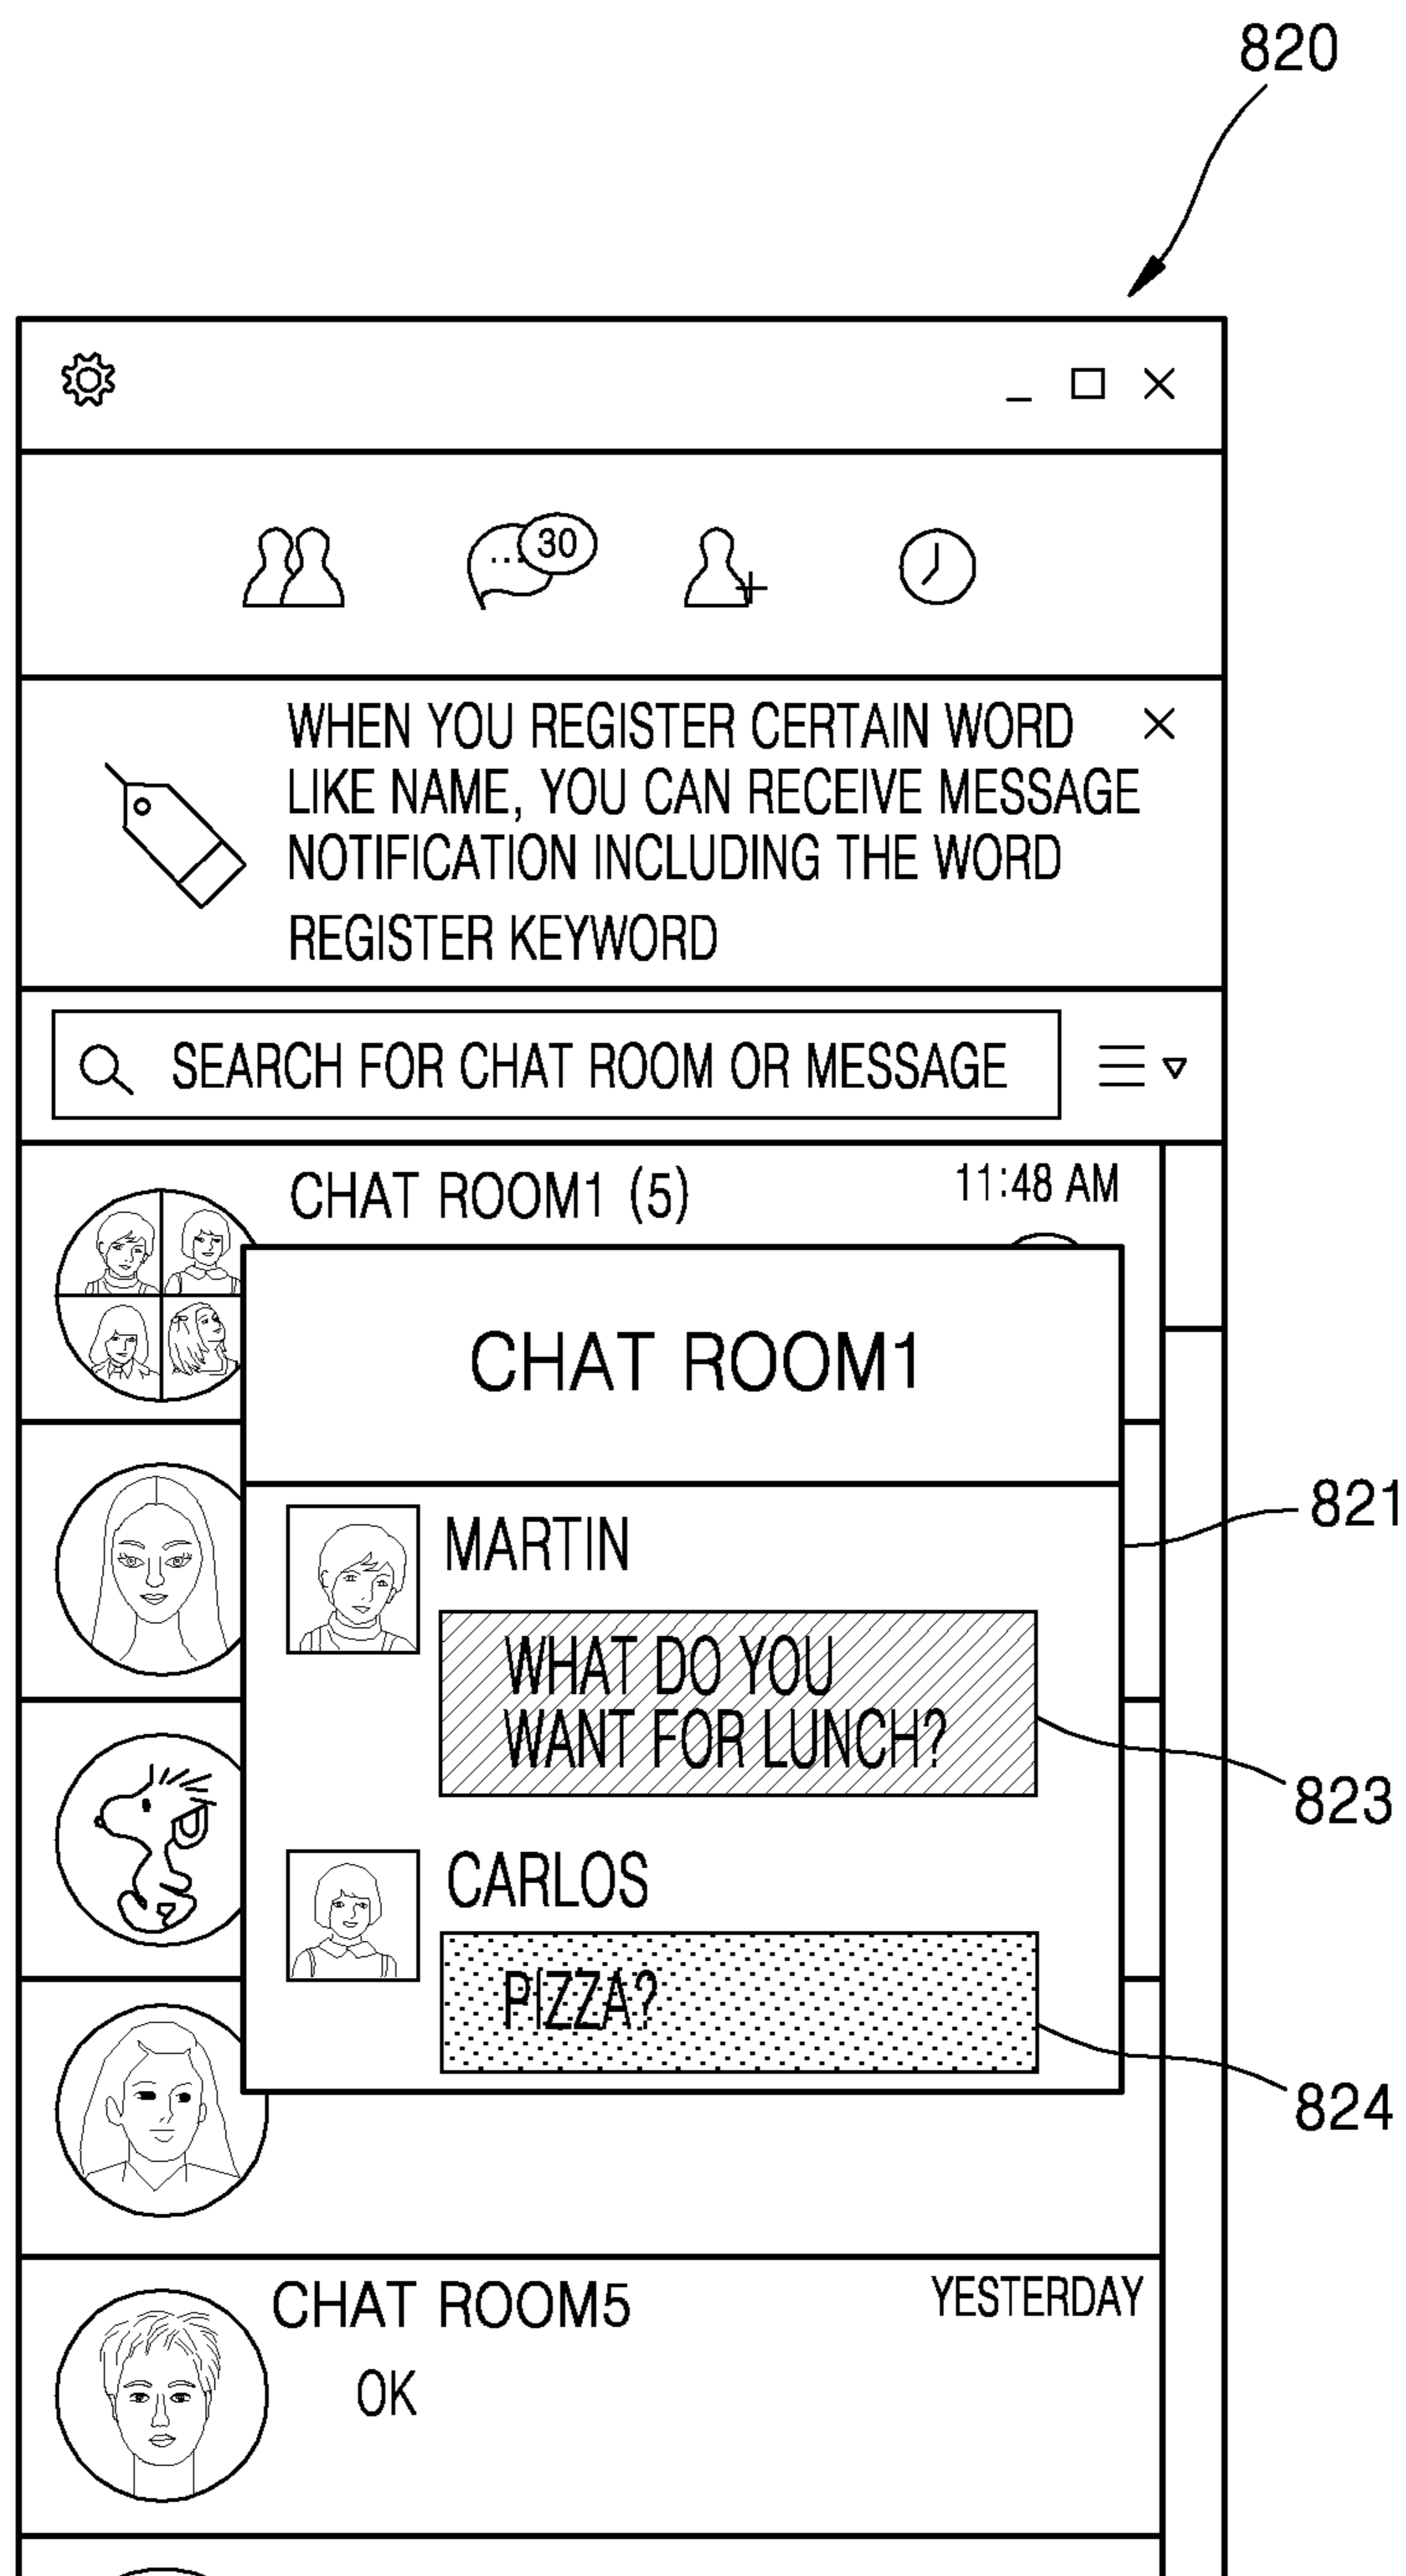 820
30
WHEN YOU REGISTER CERTAIN WORD
LIKE NAME, YOU CAN RECEIVE MESSAGE
NOTIFICATION INCLUDING THE WORD
REGISTER KEYWORD
SEARCH FOR CHAT ROOM OR MESSAGE
CHAT ROOM1 (5) 11:48 AM
CHAT ROOM1
821
MARTIN
WHAT DO YOU
WANT FOR LUNCH?
823
CARLOS
PIZZA?
824
CHAT ROOM5 YESTERDAY
OK